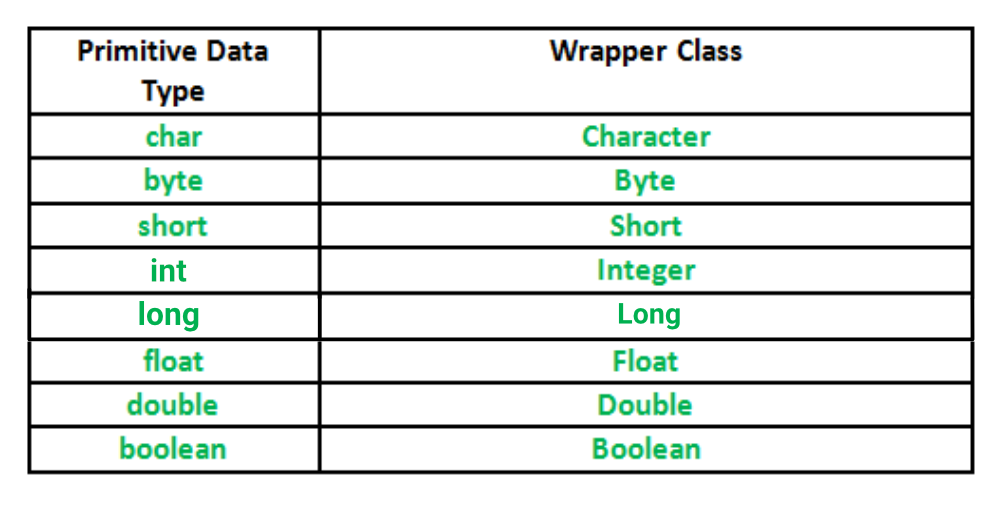 Primitive Data Type Wrapper Class
char Character
byte Byte
short Short
int Integer
long Long
float Float
double Double
boolean Boolean